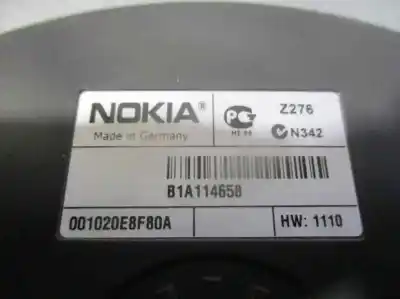 NOKIA®
Made in Germany
Z276
N342
B1A114658
001020E8F80A
HW: 1110